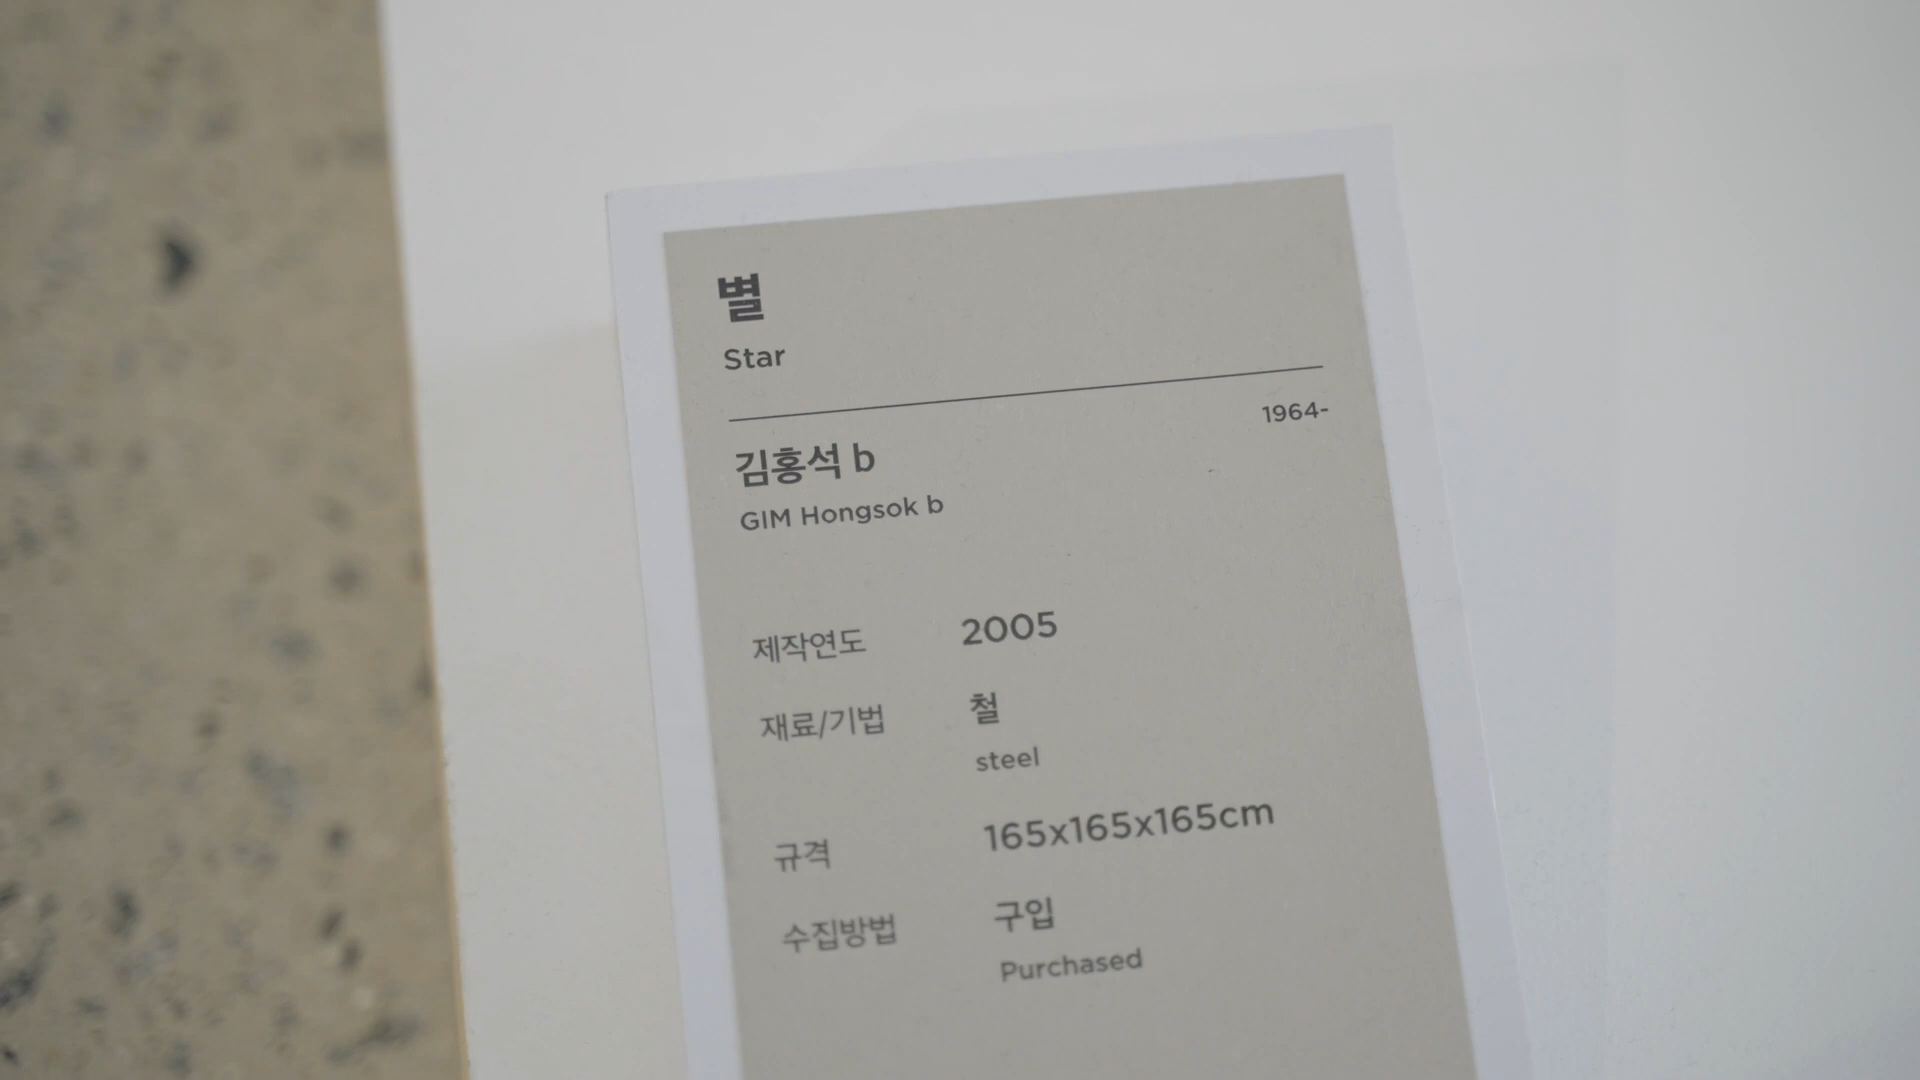 별
Star
1964-
김홍석 b
GIM Hongsok b
제작연도 2005
재료/기법 철
steel
규격 165x165x165cm
수집방법 구입
Purchased